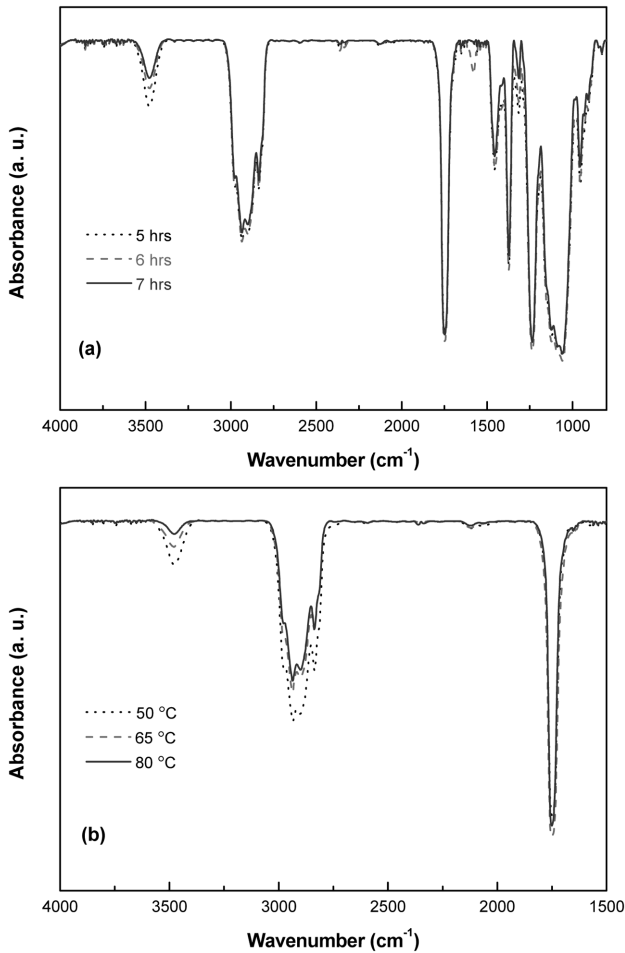 Absorbance (a. u.)
5 hrs
6 hrs
7 hrs
(a)
4000 3500 3000 2500 2000 1500 1000
Wavenumber (cm⁻¹)
Absorbance (a. u.)
50 °C
65 °C
80 °C
(b)
4000 3500 3000 2500 2000 1500
Wavenumber (cm⁻¹)